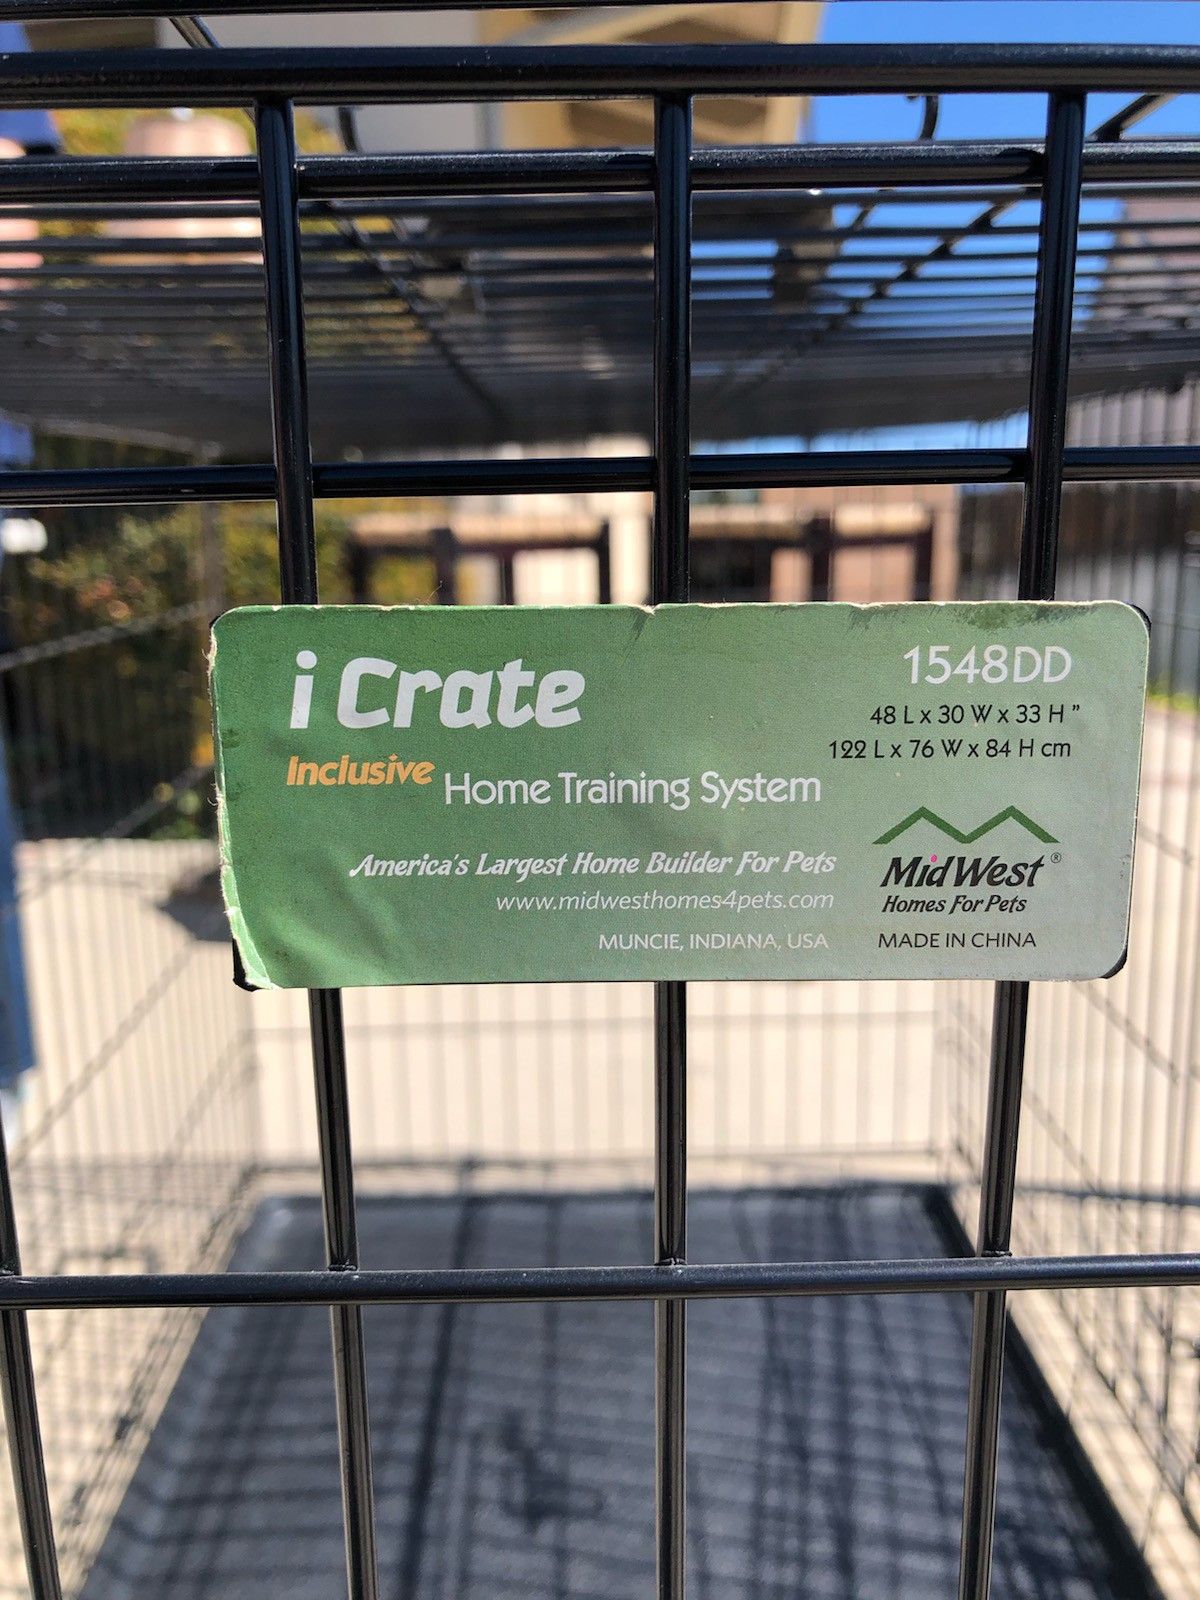 i Crate
1548DD
48 L x 30 W x 33 H "
122 L x 76 W x 84 H cm
Inclusive Home Training System
America's Largest Home Builder For Pets
www.midwesthomes4pets.com
MUNCIE, INDIANA, USA
MidWest®
Homes For Pets
MADE IN CHINA